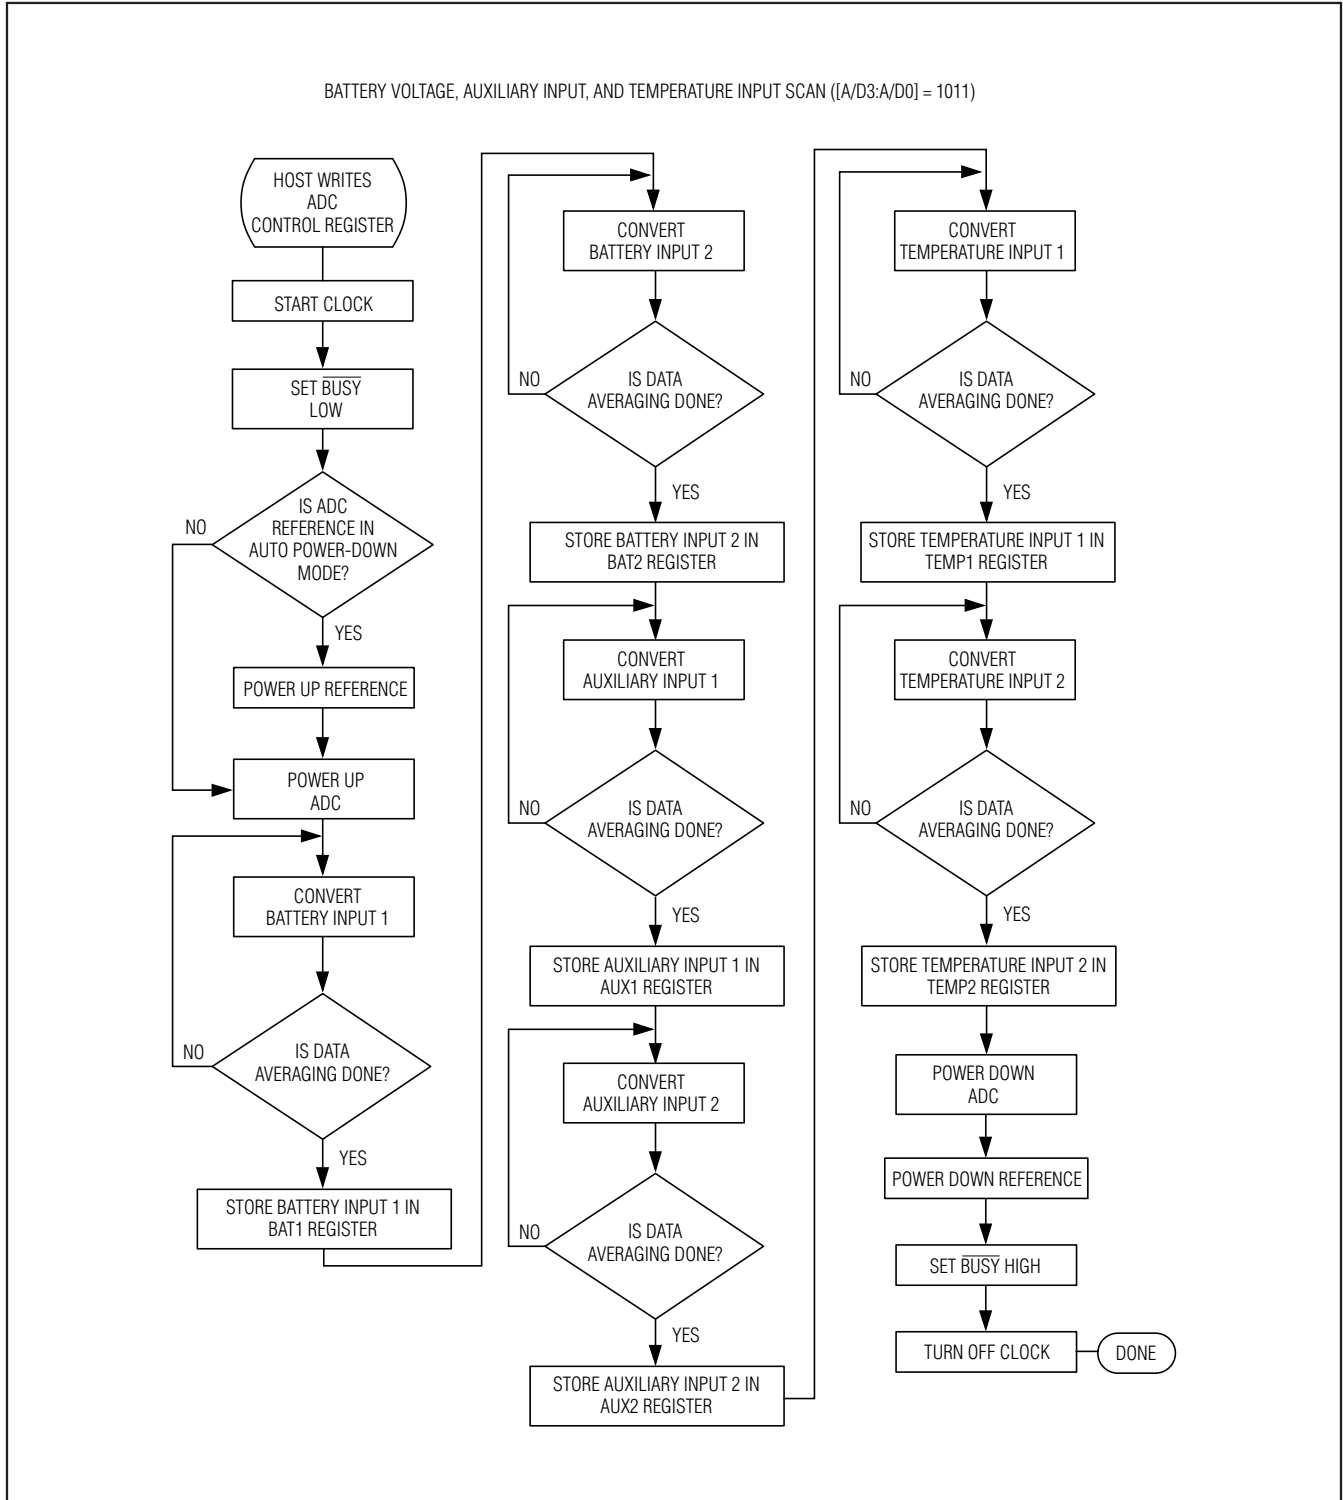 BATTERY VOLTAGE, AUXILIARY INPUT, AND TEMPERATURE INPUT SCAN ([A/D3:A/D0] = 1011)
HOST WRITES
ADC
CONTROL REGISTER
START CLOCK
SET BUSY
LOW
IS ADC
REFERENCE IN
AUTO POWER-DOWN
MODE?
NO
YES
POWER UP REFERENCE
POWER UP
ADC
CONVERT
BATTERY INPUT 1
IS DATA
AVERAGING DONE?
NO
YES
STORE BATTERY INPUT 1 IN
BAT1 REGISTER
CONVERT
BATTERY INPUT 2
IS DATA
AVERAGING DONE?
NO
YES
STORE BATTERY INPUT 2 IN
BAT2 REGISTER
CONVERT
AUXILIARY INPUT 1
IS DATA
AVERAGING DONE?
NO
YES
STORE AUXILIARY INPUT 1 IN
AUX1 REGISTER
CONVERT
AUXILIARY INPUT 2
IS DATA
AVERAGING DONE?
NO
YES
STORE AUXILIARY INPUT 2 IN
AUX2 REGISTER
CONVERT
TEMPERATURE INPUT 1
IS DATA
AVERAGING DONE?
NO
YES
STORE TEMPERATURE INPUT 1 IN
TEMP1 REGISTER
CONVERT
TEMPERATURE INPUT 2
IS DATA
AVERAGING DONE?
NO
YES
STORE TEMPERATURE INPUT 2 IN
TEMP2 REGISTER
POWER DOWN
ADC
POWER DOWN REFERENCE
SET BUSY HIGH
TURN OFF CLOCK
DONE